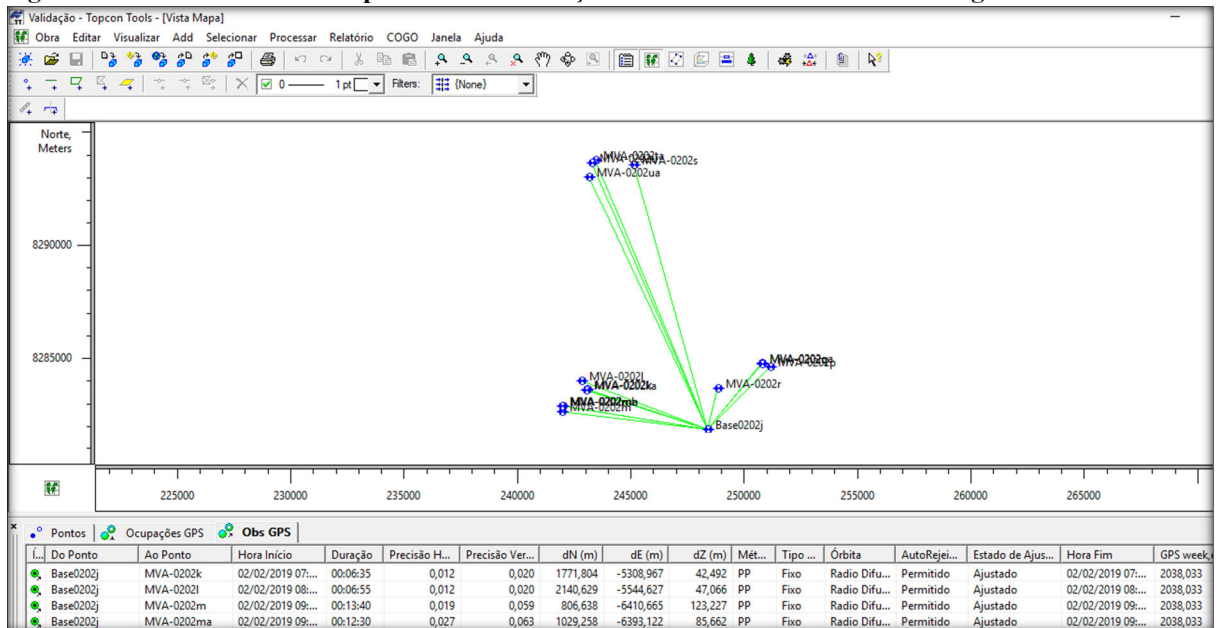 Validação - Topcon Tools - [Vista Mapa]
Obra Editar Visualizar Add Selecionar Processar Relatório COGO Janela Ajuda
0 1 pt Filters: {None}
Norte,
Meters
MVA-0202s
MVA-0202ua
8290000
8285000
MVA-0202l
MVA-0202ka
MVA-0202r
MVA-0202m
Base0202j
225000 230000 235000 240000 245000 250000 255000 260000 265000
Pontos Ocupações GPS Obs GPS
Í... Do Ponto Ao Ponto Hora Início Duração Precisão H... Precisão Ver... dN (m) dE (m) dZ (m) Mét... Tipo ... Órbita AutoRejei... Estado de Ajus... Hora Fim GPS week,
Base0202j MVA-0202k 02/02/2019 07:... 00:06:35 0,012 0,020 1771,804 -5308,967 42,492 PP Fixo Radio Difu... Permitido Ajustado 02/02/2019 07:... 2038,033
Base0202j MVA-0202l 02/02/2019 08:... 00:06:55 0,012 0,020 2140,629 -5544,627 47,066 PP Fixo Radio Difu... Permitido Ajustado 02/02/2019 08:... 2038,033
Base0202j MVA-0202m 02/02/2019 09:... 00:13:40 0,019 0,059 806,638 -6410,665 123,227 PP Fixo Radio Difu... Permitido Ajustado 02/02/2019 09:... 2038,033
Base0202j MVA-0202ma 02/02/2019 09:... 00:12:30 0,027 0,063 1029,258 -6393,122 85,662 PP Fixo Radio Difu... Permitido Ajustado 02/02/2019 09:... 2038,033